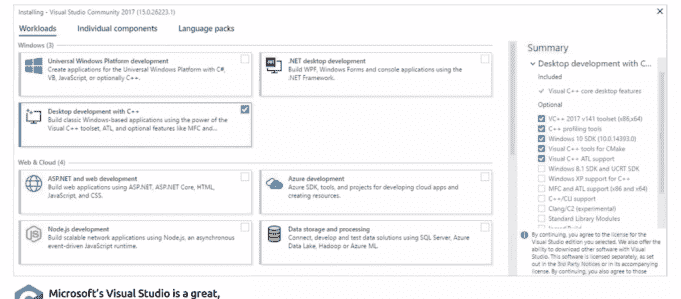 Installing - Visual Studio Community 2017 (15.0.26223.1)
Workloads Individual components Language packs
Windows (3)
Universal Windows Platform development
Create applications for the Universal Windows Platform with C#,
VB, JavaScript, or optionally C++.
.NET desktop development
Build WPF, Windows Forms and console applications using the
.NET Framework.
Desktop development with C++
Build classic Windows-based applications using the power of the
Visual C++ toolset, ATL, and optional features like MFC and...
Web & Cloud (4)
ASP.NET and web development
Build web applications using ASP.NET, ASP.NET Core, HTML,
JavaScript, and CSS.
Azure development
Azure SDK, tools, and projects for developing cloud apps and
creating resources.
Node.js development
Build scalable network applications using Node.js, an asynchronous
event-driven JavaScript runtime.
Data storage and processing
Connect, develop and test data solutions using SQL Server, Azure
Data Lake, Hadoop or Azure ML.
Summary
Desktop development with C...
Included
Visual C++ core desktop features
Optional
VC++ 2017 v141 toolset (x86,x64)
C++ profiling tools
Windows 10 SDK (10.0.14393.0)
Visual C++ tools for CMake
Visual C++ ATL support
Windows 8.1 SDK and UCRT SDK
Windows XP support for C++
MFC and ATL support (x86 and x64)
C++/CLI support
Clang/C2 (experimental)
Standard Library Modules
By continuing, you agree to the license for the
Visual Studio edition you selected. We also offer the
ability to download other software with Visual
Studio. This software is licensed separately, as set
out in the 3rd Party Notices or in its accompanying
license. By continuing, you also agree to those
Microsoft's Visual Studio is a great,